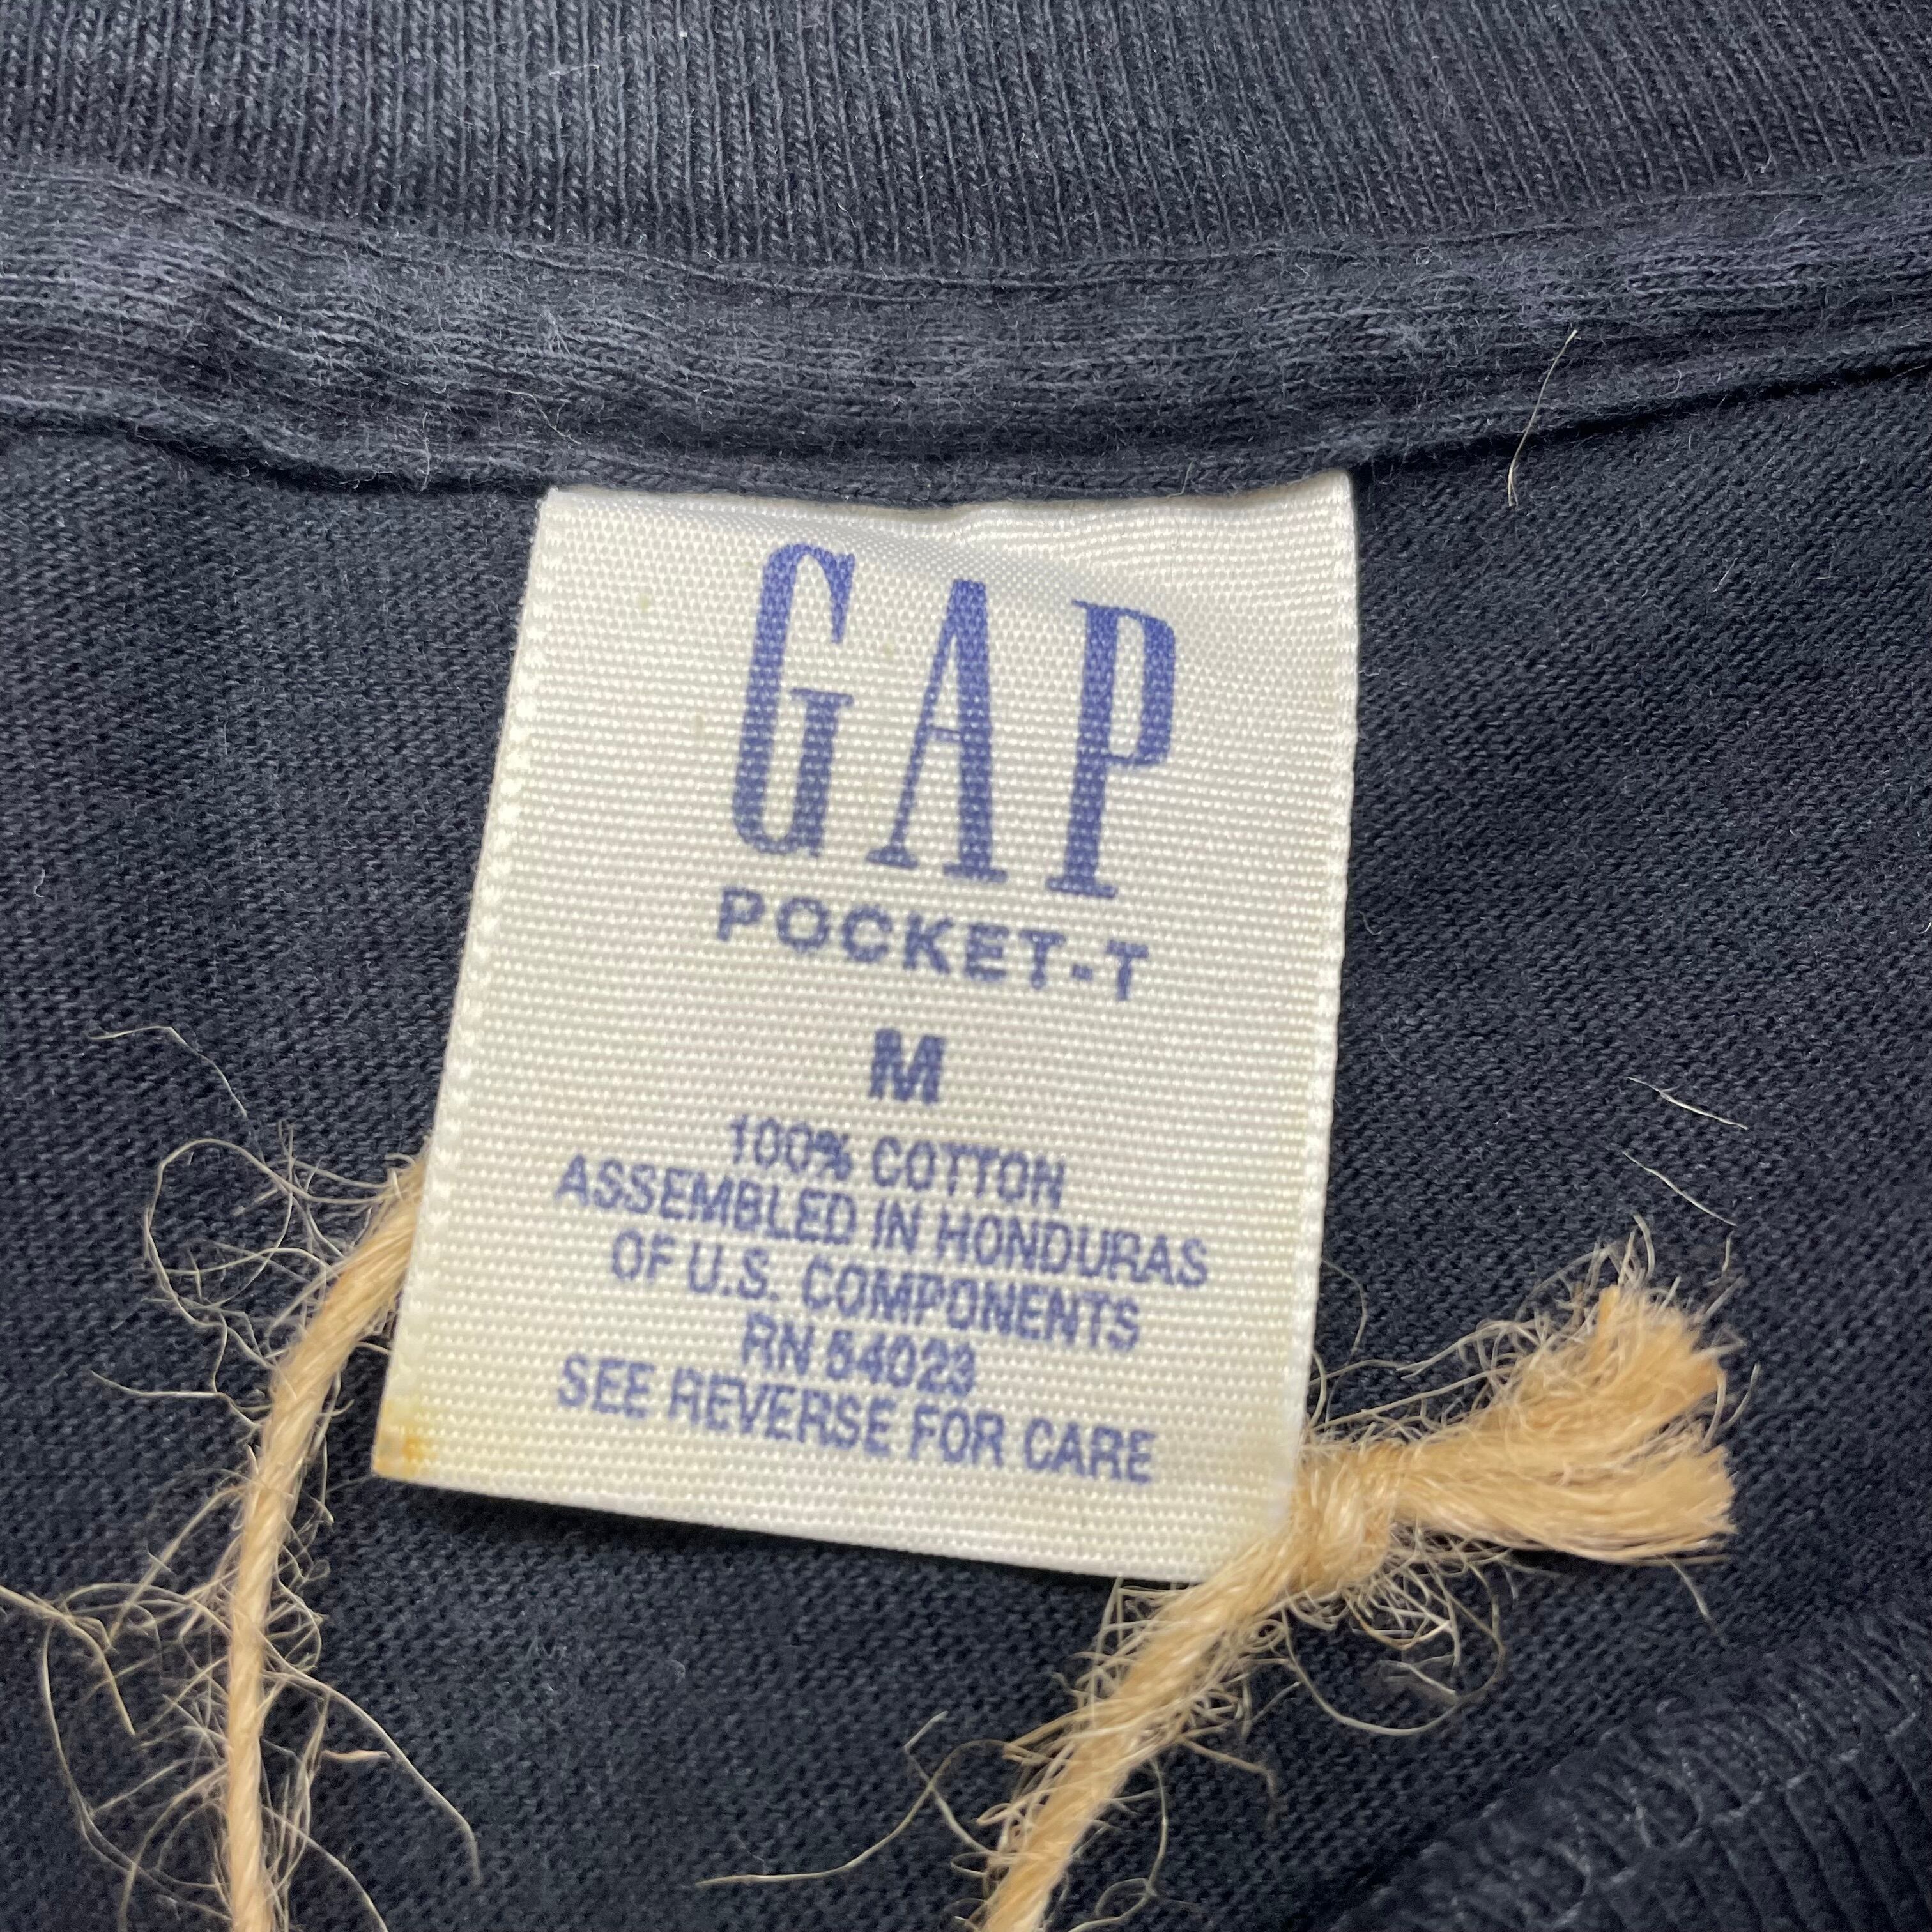 GAP
POCKET-T
M
100% COTTON
ASSEMBLED IN HONDURAS
OF U.S. COMPONENTS
RN 54023
SEE REVERSE FOR CARE